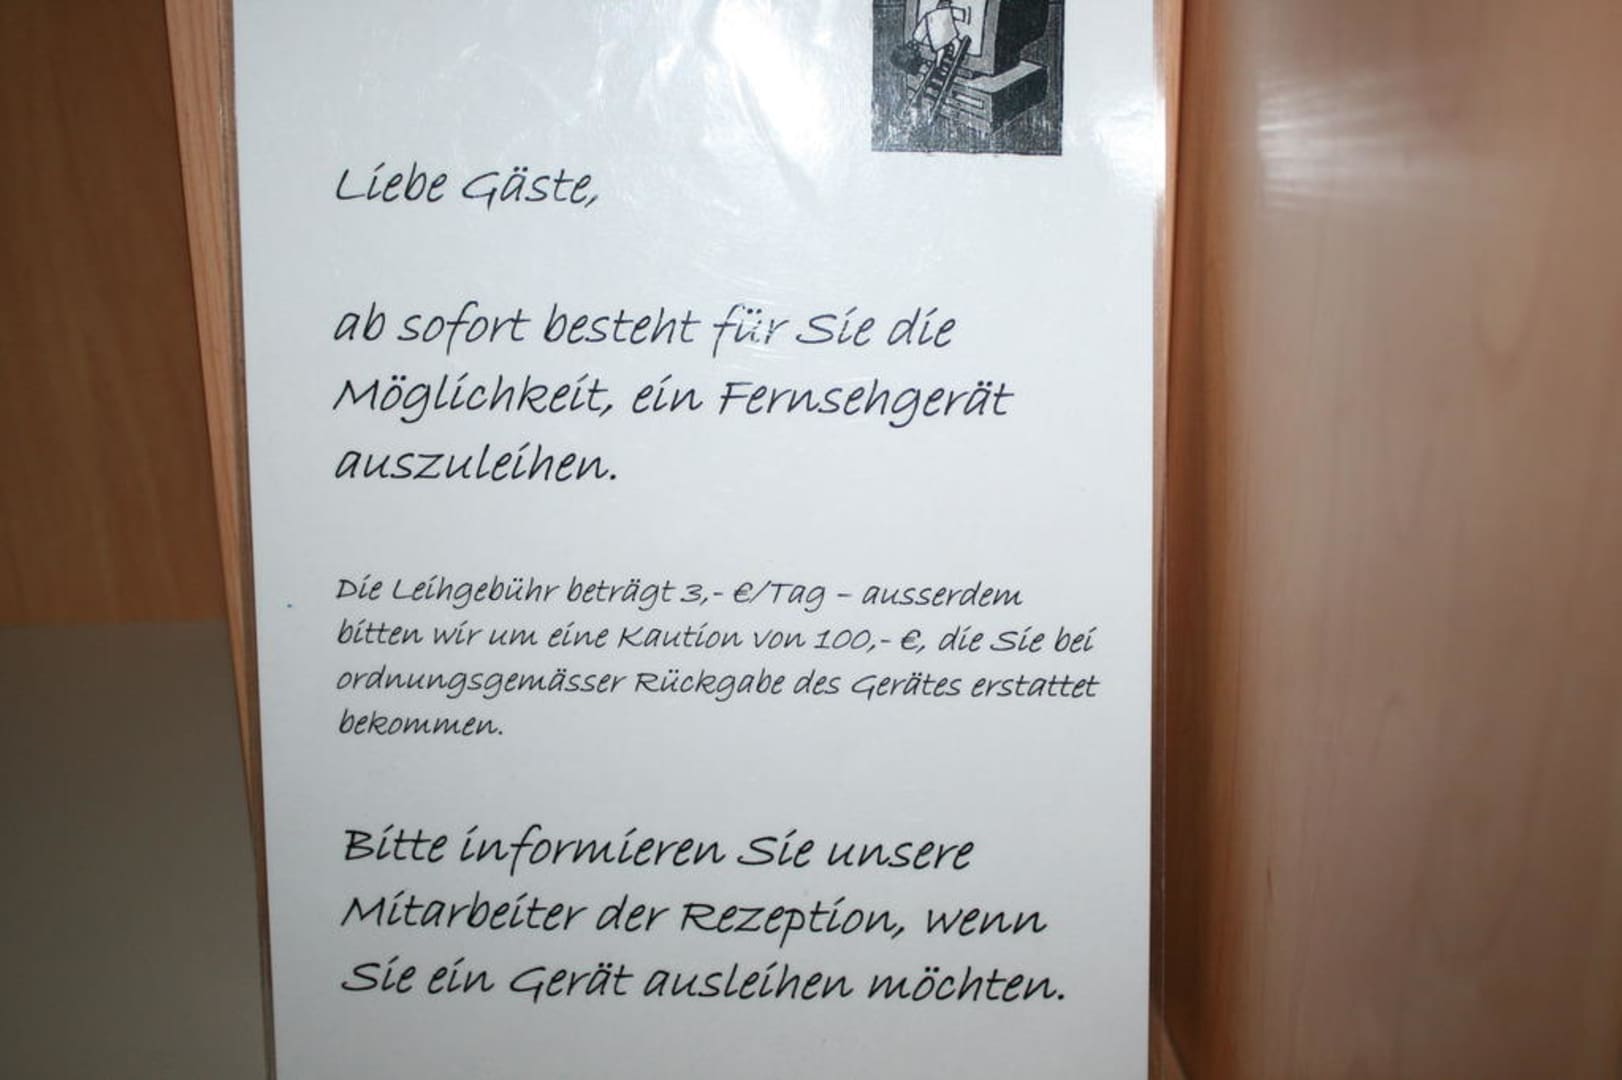 Liebe Gäste,
ab sofort besteht für Sie die
Möglichkeit, ein Fernsehgerät
auszuleihen.
Die Leihgebühr beträgt 3,- €/Tag – ausserdem
bitten wir um eine Kaution von 100,- €, die Sie bei
ordnungsgemässer Rückgabe des Gerätes erstattet
bekommen.
Bitte informieren Sie unsere
Mitarbeiter der Rezeption, wenn
Sie ein Gerät ausleihen möchten.